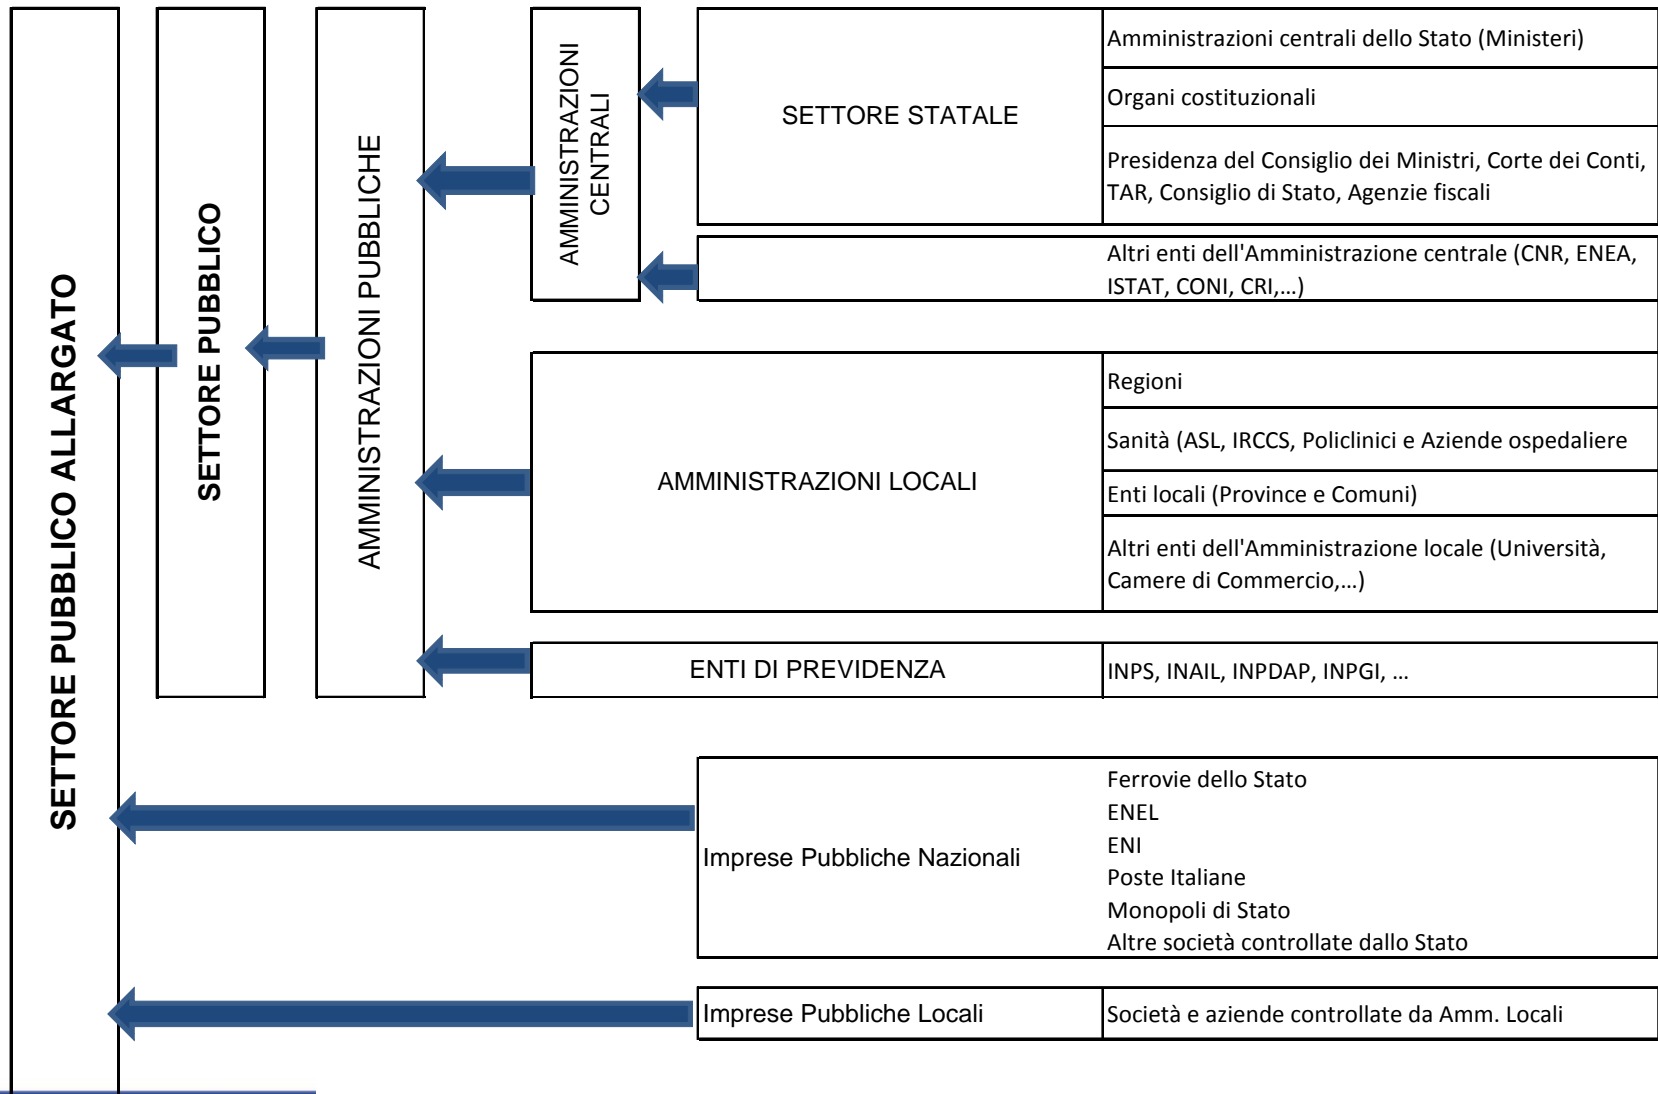 SETTORE PUBBLICO ALLARGATO
SETTORE PUBBLICO
AMMINISTRAZIONI PUBBLICHE
AMMINISTRAZIONI
CENTRALI
SETTORE STATALE
Amministrazioni centrali dello Stato (Ministeri)
Organi costituzionali
Presidenza del Consiglio dei Ministri, Corte dei Conti,
TAR, Consiglio di Stato, Agenzie fiscali
Altri enti dell'Amministrazione centrale (CNR, ENEA,
ISTAT, CONI, CRI,...)
AMMINISTRAZIONI LOCALI
Regioni
Sanità (ASL, IRCCS, Policlinici e Aziende ospedaliere
Enti locali (Province e Comuni)
Altri enti dell'Amministrazione locale (Università,
Camere di Commercio,...)
ENTI DI PREVIDENZA
INPS, INAIL, INPDAP, INPGI, ...
Imprese Pubbliche Nazionali
Ferrovie dello Stato
ENEL
ENI
Poste Italiane
Monopoli di Stato
Altre società controllate dallo Stato
Imprese Pubbliche Locali
Società e aziende controllate da Amm. Locali